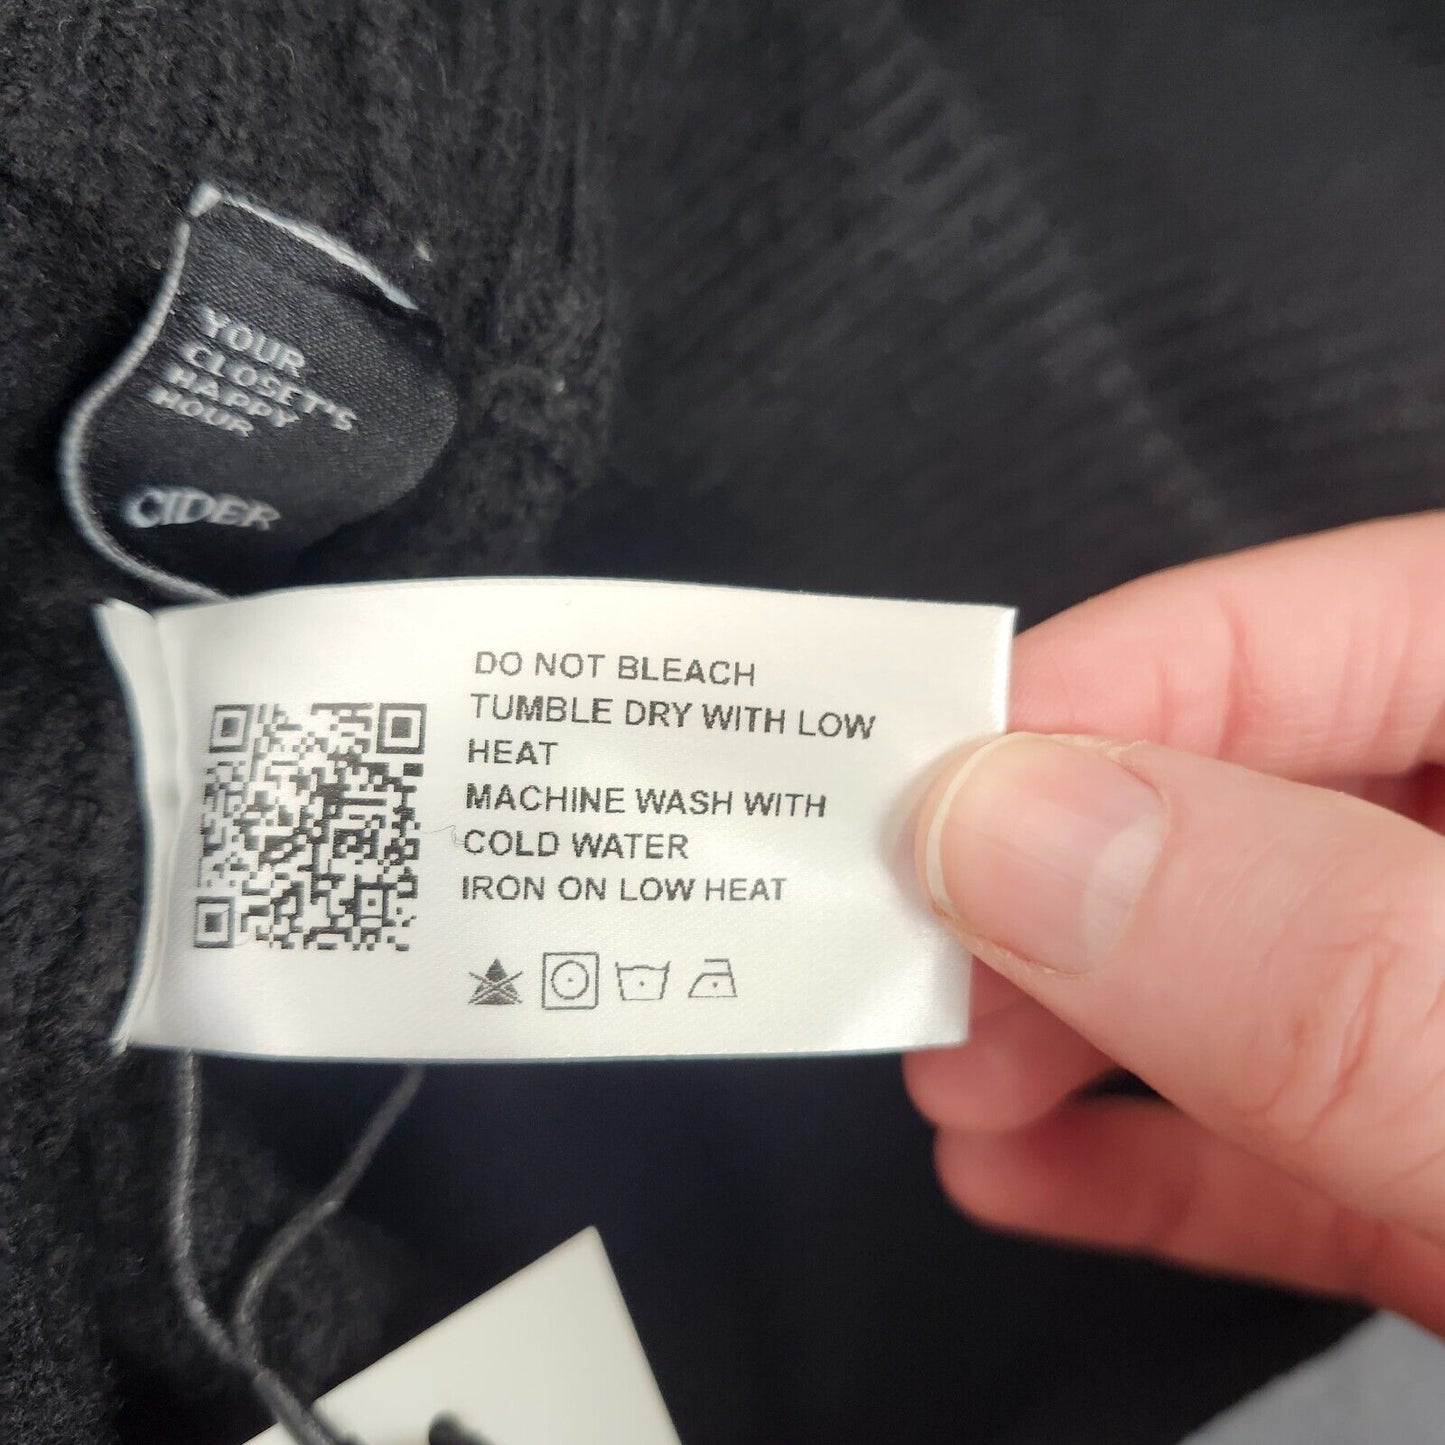 YOUR
CLOSET'S
HAPPY
HOUR
CIDER
DO NOT BLEACH
TUMBLE DRY WITH LOW
HEAT
MACHINE WASH WITH
COLD WATER
IRON ON LOW HEAT